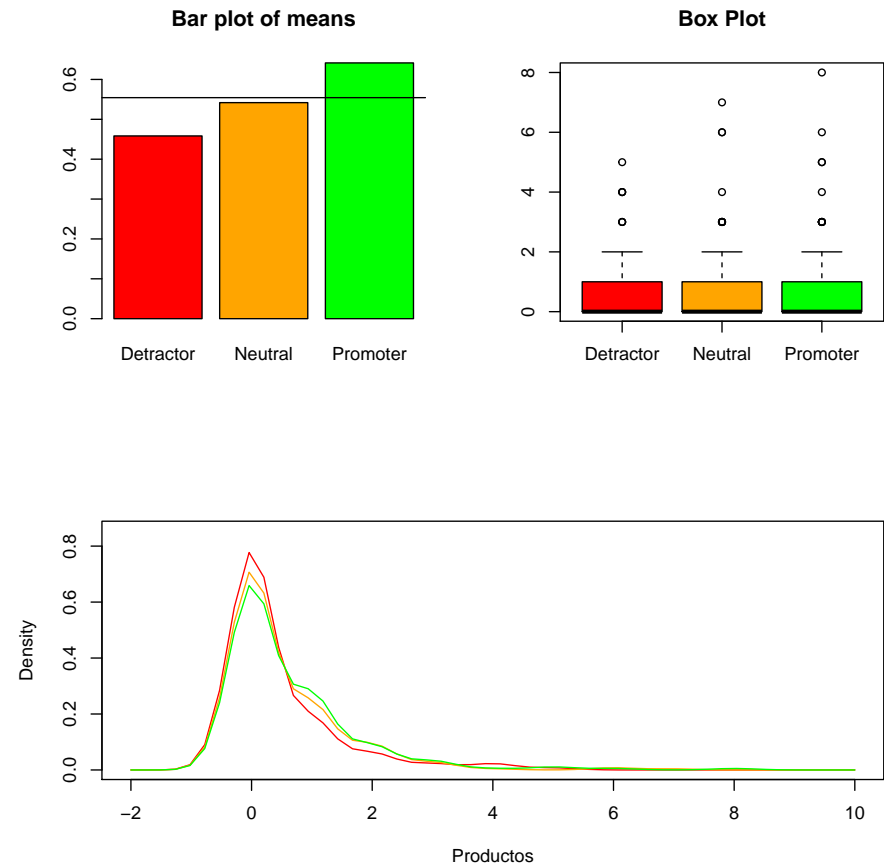 Bar plot of means
0.0
0.2
0.4
0.6
Detractor Neutral Promoter
Box Plot
0
2
4
6
8
Detractor Neutral Promoter
Density
0.0
0.2
0.4
0.6
0.8
−2 0 2 4 6 8 10
Productos